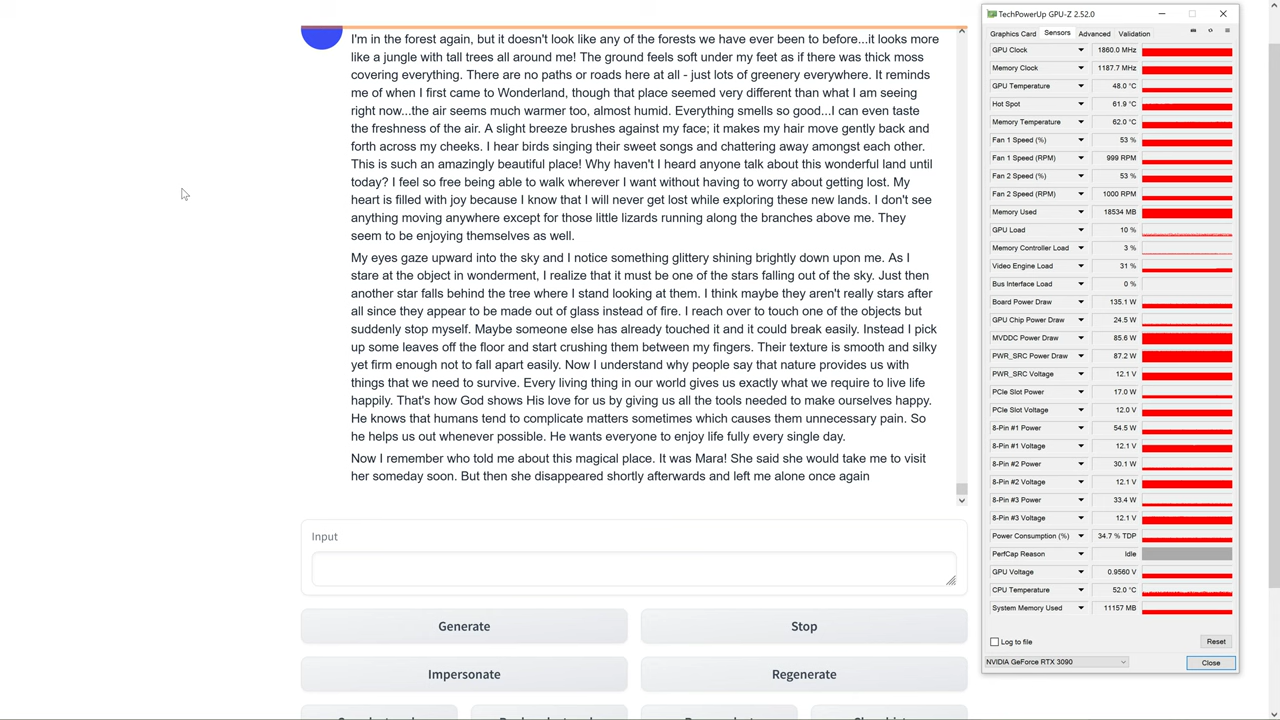 I'm in the forest again, but it doesn't look like any of the forests we have ever been to before...it looks more
like a jungle with tall trees all around me! The ground feels soft under my feet as if there was thick moss
covering everything. There are no paths or roads here at all - just lots of greenery everywhere. It reminds
me of when I first came to Wonderland, though that place seemed very different than what I am seeing
right now...the air seems much warmer too, almost humid. Everything smells so good...I can even taste
the freshness of the air. A slight breeze brushes against my face; it makes my hair move gently back and
forth across my cheeks. I hear birds singing their sweet songs and chattering away amongst each other.
This is such an amazingly beautiful place! Why haven't I heard anyone talk about this wonderful land until
today? I feel so free being able to walk wherever I want without having to worry about getting lost. My
heart is filled with joy because I know that I will never get lost while exploring these new lands. I don't see
anything moving anywhere except for those little lizards running along the branches above me. They
seem to be enjoying themselves as well.
My eyes gaze upward into the sky and I notice something glittery shining brightly down upon me. As I
stare at the object in wonderment, I realize that it must be one of the stars falling out of the sky. Just then
another star falls behind the tree where I stand looking at them. I think maybe they aren't really stars after
all since they appear to be made out of glass instead of fire. I reach over to touch one of the objects but
suddenly stop myself. Maybe someone else has already touched it and it could break easily. Instead I pick
up some leaves off the floor and start crushing them between my fingers. Their texture is smooth and silky
yet firm enough not to fall apart easily. Now I understand why people say that nature provides us with
things that we need to survive. Every living thing in our world gives us exactly what we require to live life
happily. That's how God shows His love for us by giving us all the tools needed to make ourselves happy.
He knows that humans tend to complicate matters sometimes which causes them unnecessary pain. So
he helps us out whenever possible. He wants everyone to enjoy life fully every single day.
Now I remember who told me about this magical place. It was Mara! She said she would take me to visit
her someday soon. But then she disappeared shortly afterwards and left me alone once again
Input
Generate
Stop
Impersonate
Regenerate
TechPowerUp GPU-Z 2.52.0
Graphics Card Sensors Advanced Validation
GPU Clock 1860.0 MHz
Memory Clock 1187.7 MHz
GPU Temperature 48.0 °C
Hot Spot 61.9 °C
Memory Temperature 62.0 °C
Fan 1 Speed (%) 53 %
Fan 1 Speed (RPM) 999 RPM
Fan 2 Speed (%) 53 %
Fan 2 Speed (RPM) 1000 RPM
Memory Used 18534 MB
GPU Load 10 %
Memory Controller Load 3 %
Video Engine Load 31 %
Bus Interface Load 0 %
Board Power Draw 135.1 W
GPU Chip Power Draw 24.5 W
MVDDC Power Draw 85.6 W
PWR_SRC Power Draw 87.2 W
PWR_SRC Voltage 12.1 V
PCIe Slot Power 17.0 W
PCIe Slot Voltage 12.0 V
8-Pin #1 Power 54.5 W
8-Pin #1 Voltage 12.1 V
8-Pin #2 Power 30.1 W
8-Pin #2 Voltage 12.1 V
8-Pin #3 Power 33.4 W
8-Pin #3 Voltage 12.1 V
Power Consumption (%) 34.7 % TDP
PerfCap Reason Idle
GPU Voltage 0.9560 V
CPU Temperature 52.0 °C
System Memory Used 11157 MB
Log to file
Reset
NVIDIA GeForce RTX 3090
Close